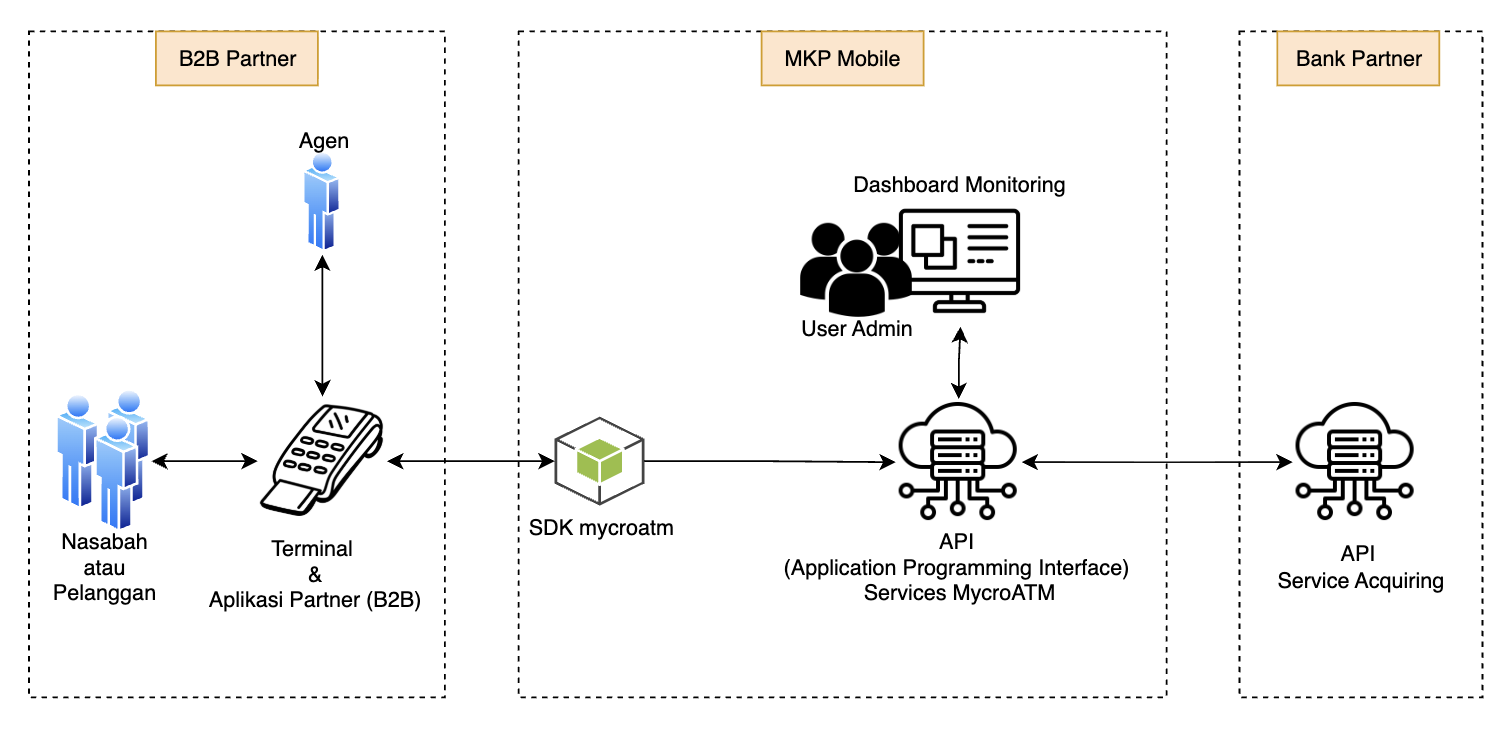 B2B Partner
MKP Mobile
Bank Partner
Agen
Dashboard Monitoring
User Admin
Nasabah
atau
Pelanggan
Terminal
&
Aplikasi Partner (B2B)
SDK mycroatm
API
(Application Programming Interface)
Services MycroATM
API
Service Acquiring